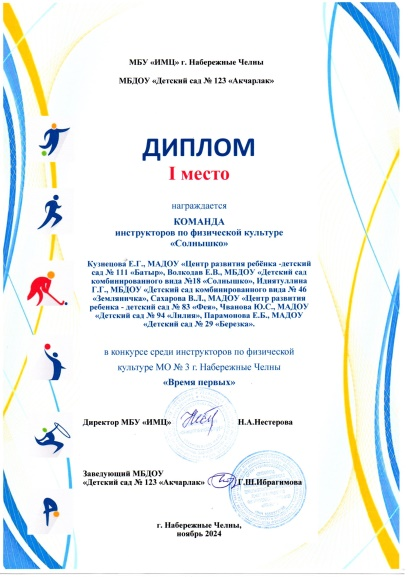 МБУ «ИМЦ» г. Набережные Челны
МБДОУ «Детский сад № 123 «Акчарлак»
ДИПЛОМ
I место
награждается
КОМАНДА
инструкторов по физической культуре
«Солнышко»
Кузнецова Е.Г., МАДОУ «Центр развития ребёнка -детский
сад № 111 «Батыр», Волкодав Е.В., МБДОУ «Детский сад
комбинированного вида №18 «Солнышко», Идиятуллина
Г.Г., МБДОУ «Детский сад комбинированного вида № 46
«Земляничка», Сахарова В.Л., МАДОУ «Центр развития
ребенка - детский сад № 83 «Фея», Чванова Ю.С., МАДОУ
«Детский сад № 94 «Лилия», Парамонова Е.Б., МАДОУ
«Детский сад № 29 «Березка».
в конкурсе среди инструкторов по физической
культуре МО № 3 г. Набережные Челны
«Время первых»
Директор МБУ «ИМЦ» Н.А.Нестерова
Заведующий МБДОУ
«Детский сад № 123 «Акчарлак» Г.Ш.Ибрагимова
г. Набережные Челны,
ноябрь 2024